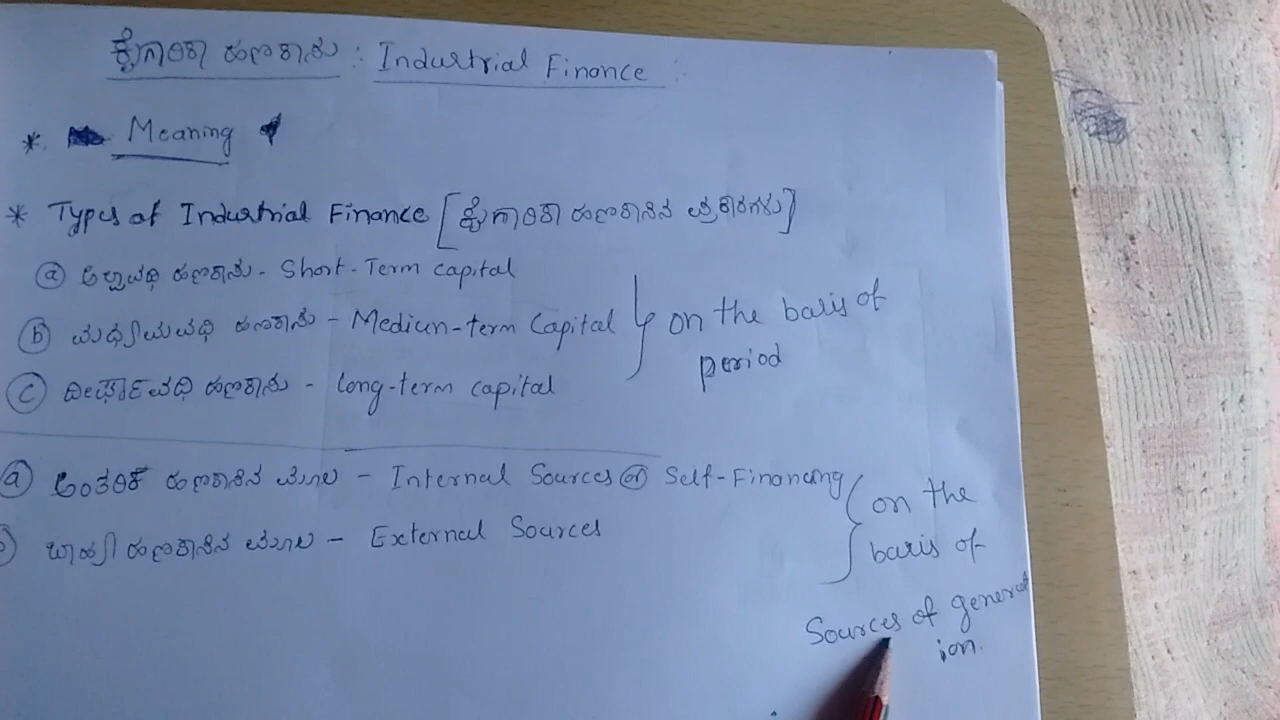 ಕೈಗಾರಿಕಾ ಹಣಕಾಸು : Industrial Finance
* Meaning
* Types of Industrial Finance [ಕೈಗಾರಿಕಾ ಹಣಕಾಸಿನ ಪ್ರಕಾರಗಳು]
ⓐ ಅಲ್ಪಾವಧಿ ಹಣಕಾಸು - Short-Term capital
ⓑ ಮಧ್ಯಮಾವಧಿ ಹಣಕಾಸು - Mediun-term Capital } on the basis of
period
ⓒ ದೀರ್ಘಾವಧಿ ಹಣಕಾಸು - long-term capital
ⓐ ಆಂತರಿಕ ಹಣಕಾಸಿನ ಮೂಲ - Internal Sources or Self-Financing } on the
ಬಾಹ್ಯ ಹಣಕಾಸಿನ ಮೂಲ - External Sources
basis of
Sources of generat
ion.